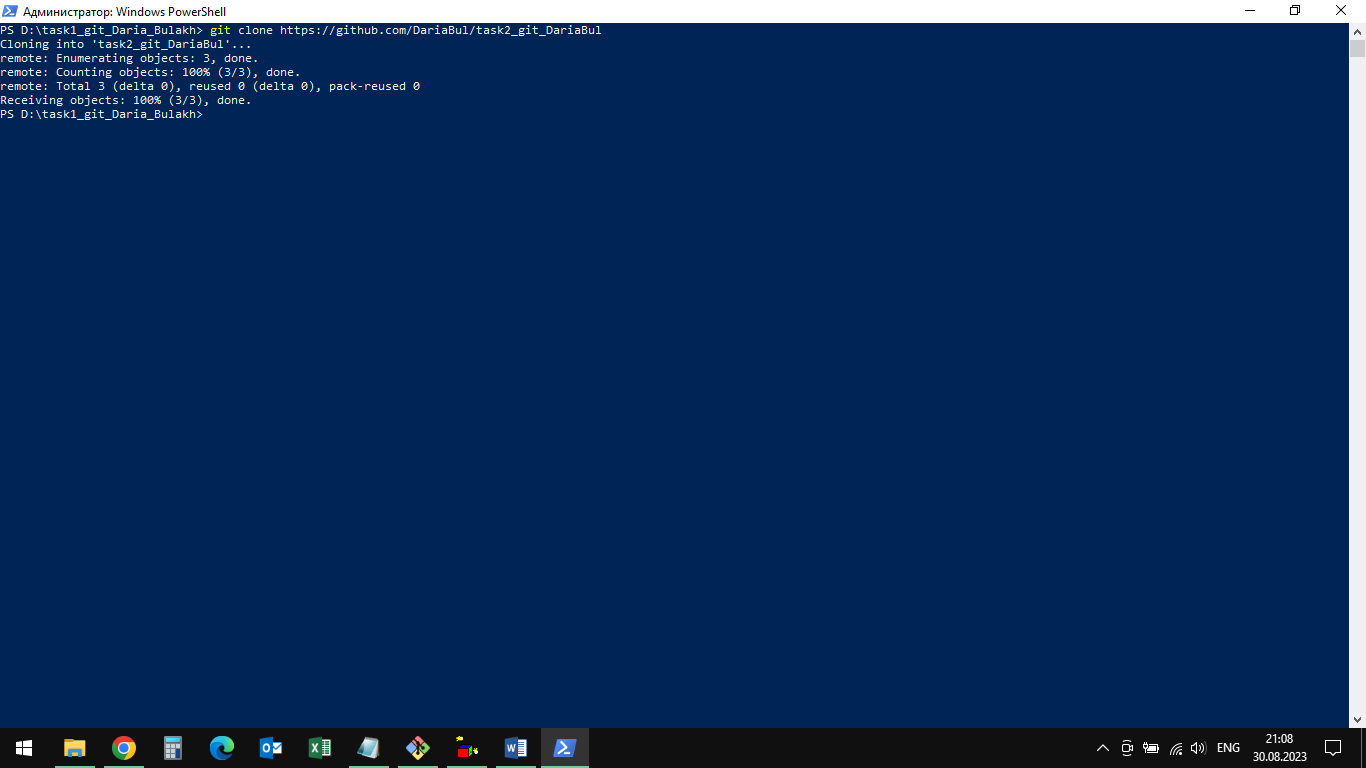 Администратор: Windows PowerShell
PS D:\task1_git_Daria_Bulakh> git clone https://github.com/DariaBul/task2_git_DariaBul
Cloning into 'task2_git_DariaBul'...
remote: Enumerating objects: 3, done.
remote: Counting objects: 100% (3/3), done.
remote: Total 3 (delta 0), reused 0 (delta 0), pack-reused 0
Receiving objects: 100% (3/3), done.
PS D:\task1_git_Daria_Bulakh>
ENG
21:08
30.08.2023